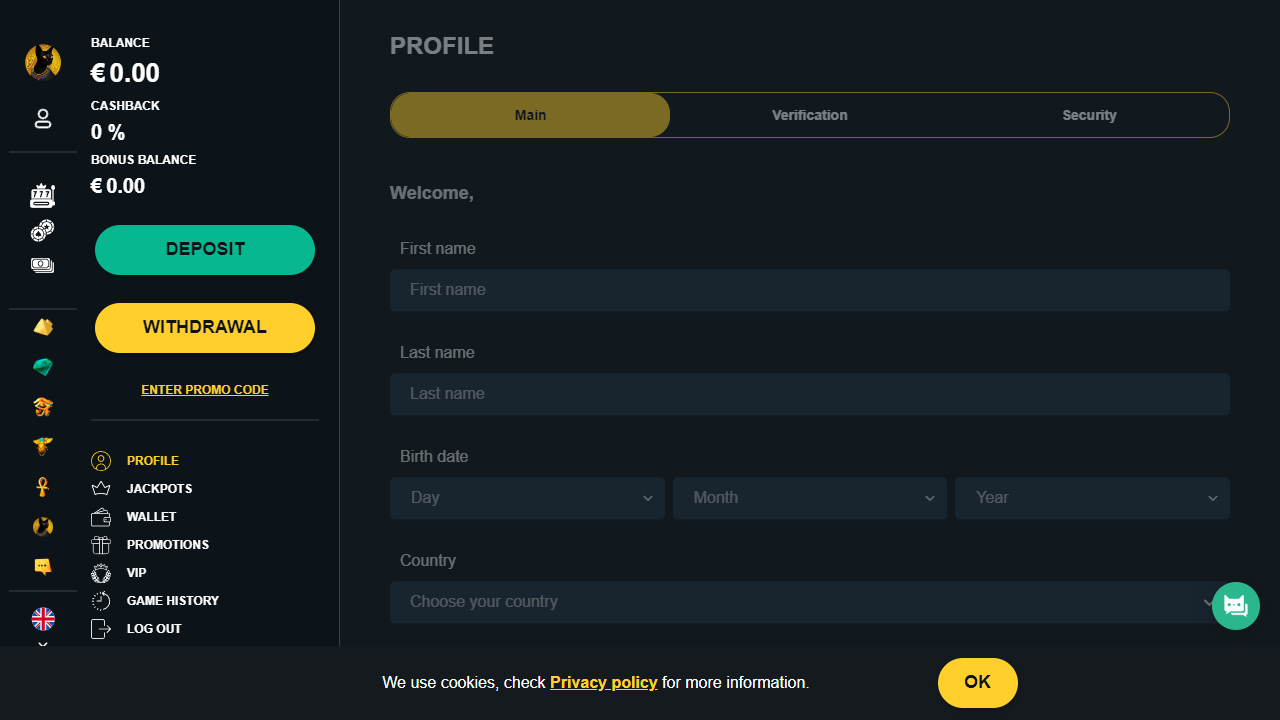 BALANCE
€ 0.00
CASHBACK
0 %
BONUS BALANCE
€ 0.00
DEPOSIT
WITHDRAWAL
ENTER PROMO CODE
PROFILE
JACKPOTS
WALLET
PROMOTIONS
VIP
GAME HISTORY
LOG OUT
PROFILE
Main Verification Security
Welcome,
First name
First name
Last name
Last name
Birth date
Day Month Year
Country
Choose your country
We use cookies, check Privacy policy for more information.
OK